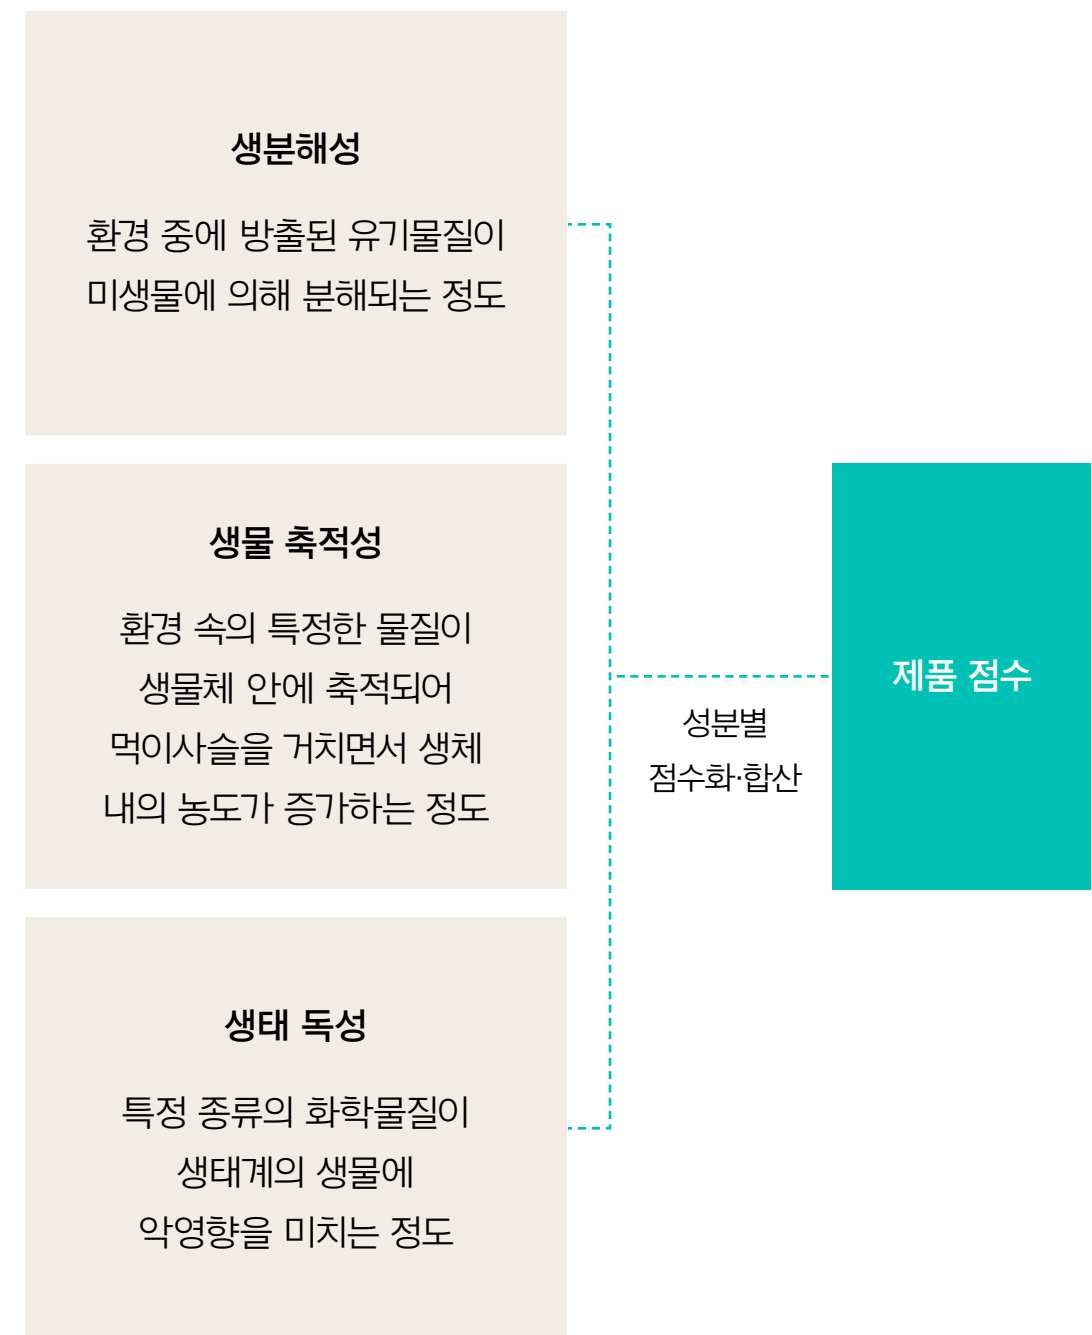 생분해성
환경 중에 방출된 유기물질이
미생물에 의해 분해되는 정도
생물 축적성
환경 속의 특정한 물질이
생물체 안에 축적되어
먹이사슬을 거치면서 생체
내의 농도가 증가하는 정도
생태 독성
특정 종류의 화학물질이
생태계의 생물에
악영향을 미치는 정도
성분별
점수화·합산
제품 점수